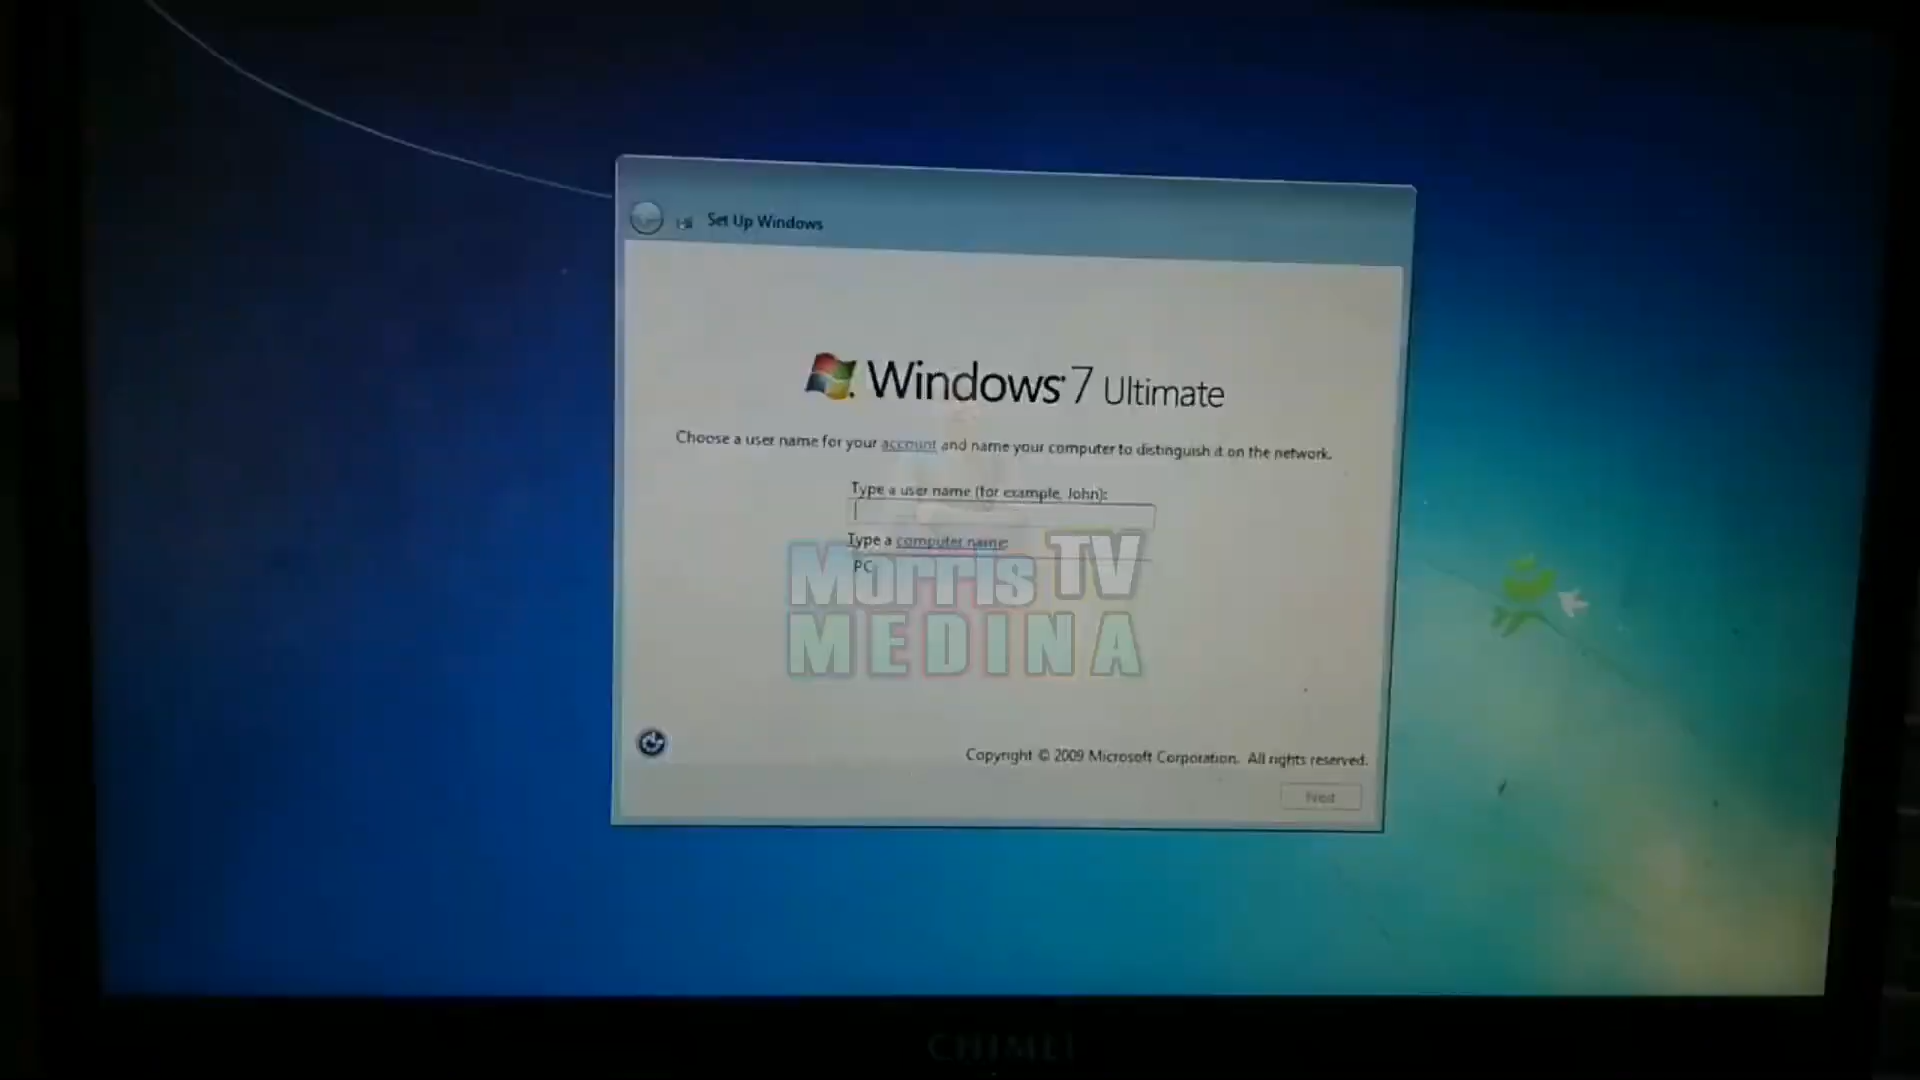 Set Up Windows
Windows 7 Ultimate
Choose a user name for your account and name your computer to distinguish it on the network.
Type a user name (for example, John):
Type a computer name:
PC
Morris TV
MEDINA
Copyright © 2009 Microsoft Corporation. All rights reserved.
Next
CHIMEI